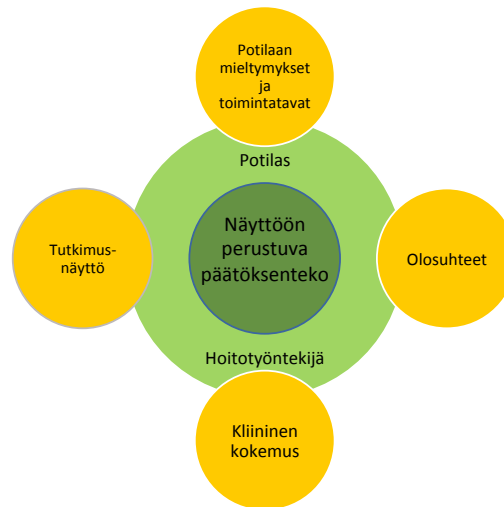 Potilaan
mieltymykset
ja
toimintatavat
Potilas
Näyttöön
perustuva
päätöksenteko
Tutkimus-
näyttö
Olosuhteet
Hoitotyöntekijä
Kliininen
kokemus